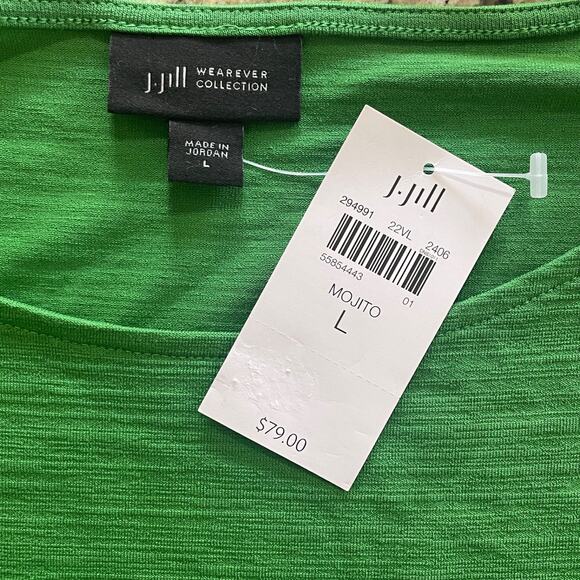 J.Jill WEAREVER
COLLECTION
MADE IN
JORDAN
L
J.Jill
294991 22VL 2406
55854443 01
MOJITO
L
$79.00